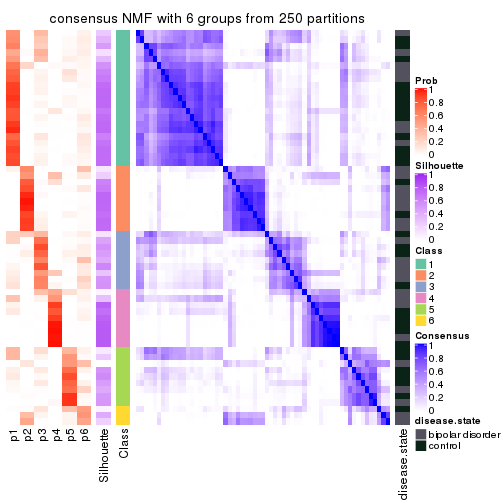 consensus NMF with 6 groups from 250 partitions
Prob
1
0.8
0.6
0.4
0.2
0
Silhouette
1
0.8
0.6
0.4
0.2
0
Class
1
2
3
4
5
6
Consensus
1
0.8
0.6
0.4
0.2
0
disease.state
bipolar disorder
control
p1
p2
p3
p4
p5
p6
Silhouette
Class
disease.state